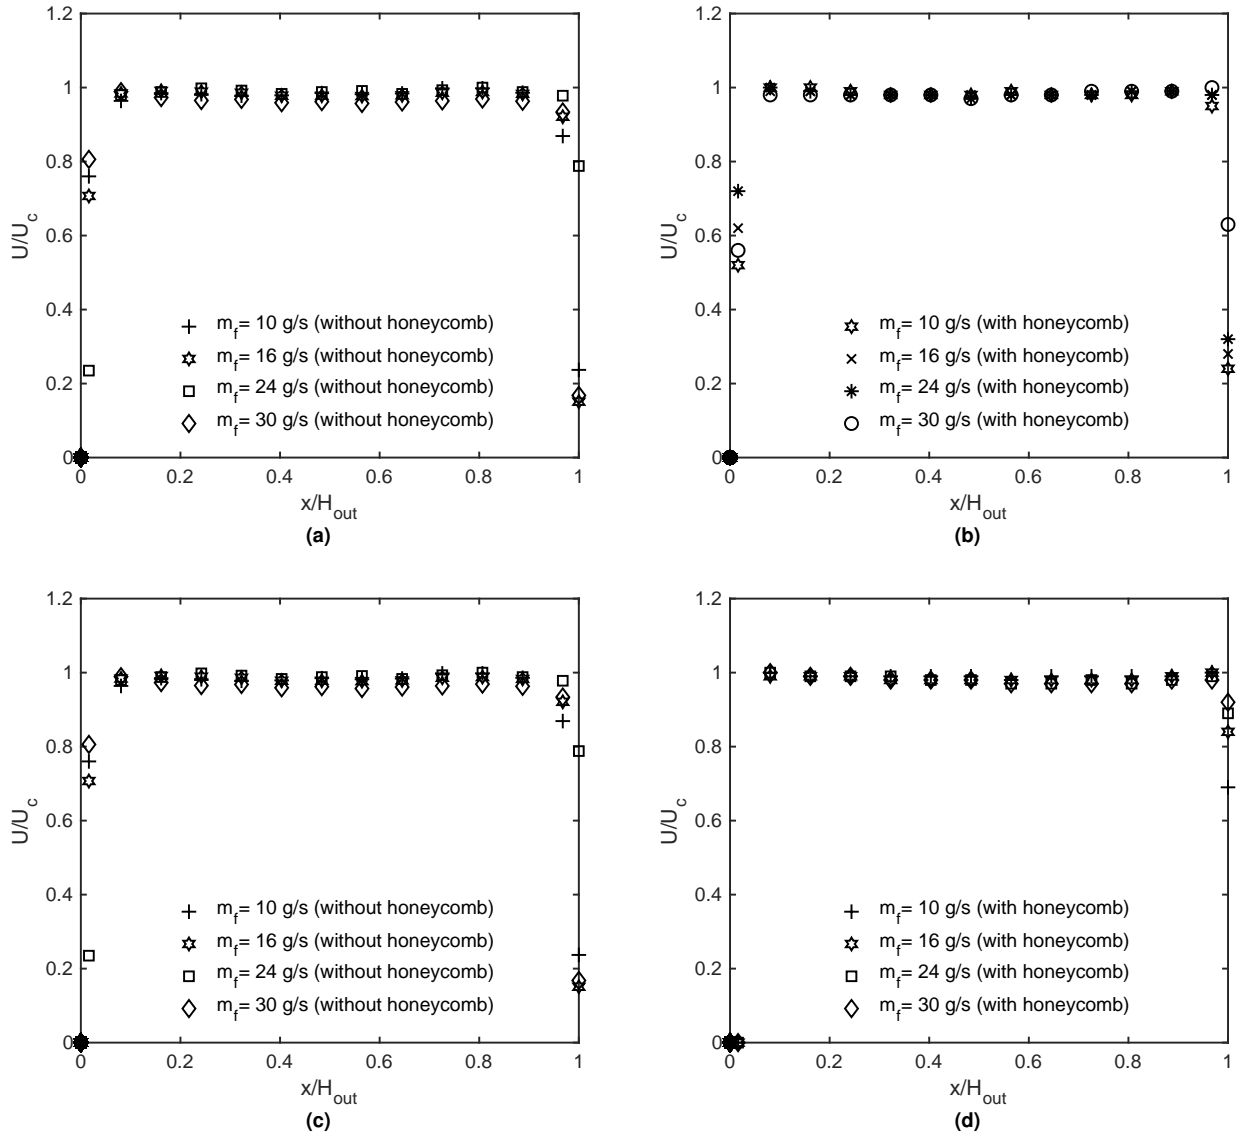 1.2
1
0.8
0.6
0.4
0.2
0
U/U_c
m_f= 10 g/s (without honeycomb)
m_f= 16 g/s (without honeycomb)
m_f= 24 g/s (without honeycomb)
m_f= 30 g/s (without honeycomb)
0 0.2 0.4 0.6 0.8 1
x/H_out
(a)
1.2
1
0.8
0.6
0.4
0.2
0
U/U_c
m_f= 10 g/s (with honeycomb)
m_f= 16 g/s (with honeycomb)
m_f= 24 g/s (with honeycomb)
m_f= 30 g/s (with honeycomb)
0 0.2 0.4 0.6 0.8 1
x/H_out
(b)
1.2
1
0.8
0.6
0.4
0.2
0
U/U_c
m_f= 10 g/s (without honeycomb)
m_f= 16 g/s (without honeycomb)
m_f= 24 g/s (without honeycomb)
m_f= 30 g/s (without honeycomb)
0 0.2 0.4 0.6 0.8 1
x/H_out
(c)
1.2
1
0.8
0.6
0.4
0.2
0
U/U_c
m_f= 10 g/s (with honeycomb)
m_f= 16 g/s (with honeycomb)
m_f= 24 g/s (with honeycomb)
m_f= 30 g/s (with honeycomb)
0 0.2 0.4 0.6 0.8 1
x/H_out
(d)